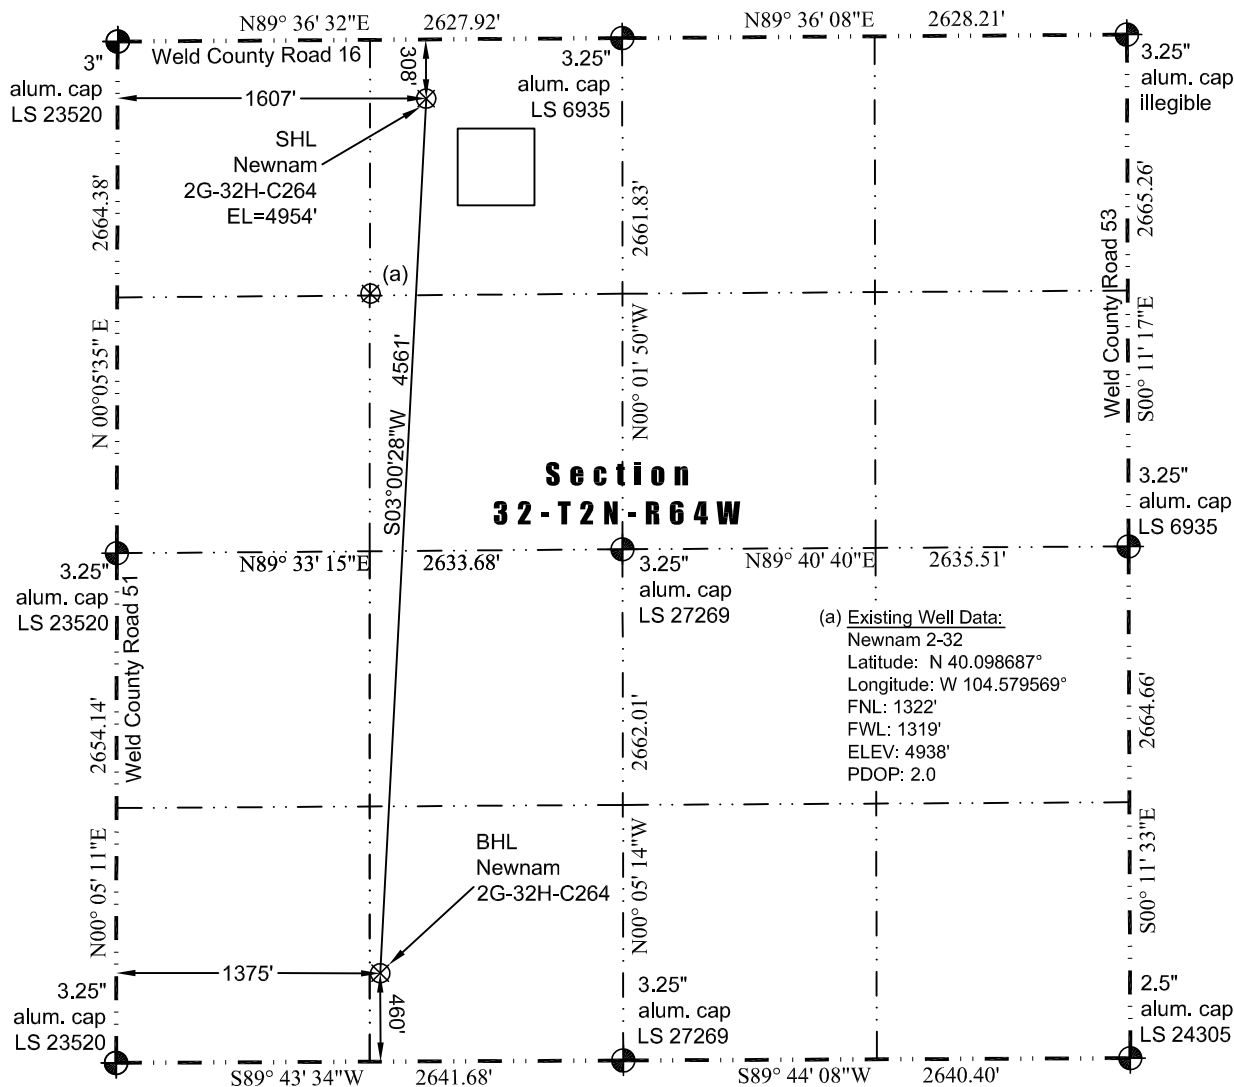 N89° 36' 32"E 2627.92' N89° 36' 08"E 2628.21'
Weld County Road 16
3"
alum. cap
LS 23520
308'
1607'
3.25"
alum. cap
LS 6935
3.25"
alum. cap
illegible
SHL
Newnam
2G-32H-C264
EL=4954'
2664.38'
2661.83'
2665.26'
Weld County Road 53
(a)
N 00°05'35" E
4561'
S03°00'28"W
N00° 01' 50"W
S00° 11' 17"E
Section
32-T2N-R64W
3.25"
alum. cap
LS 6935
N89° 33' 15"E 2633.68' N89° 40' 40"E 2635.51'
3.25"
alum. cap
LS 23520
Weld County Road 51
3.25"
alum. cap
LS 27269
(a) Existing Well Data:
Newnam 2-32
Latitude: N 40.098687°
Longitude: W 104.579569°
FNL: 1322'
FWL: 1319'
ELEV: 4938'
PDOP: 2.0
2654.14'
2662.01'
2664.66'
N00° 05' 11"E
BHL
Newnam
2G-32H-C264
N00° 05' 14"W
S00° 11' 33"E
1375'
460'
3.25"
alum. cap
LS 23520
3.25"
alum. cap
LS 27269
2.5"
alum. cap
LS 24305
S89° 43' 34"W 2641.68' S89° 44' 08"W 2640.40'